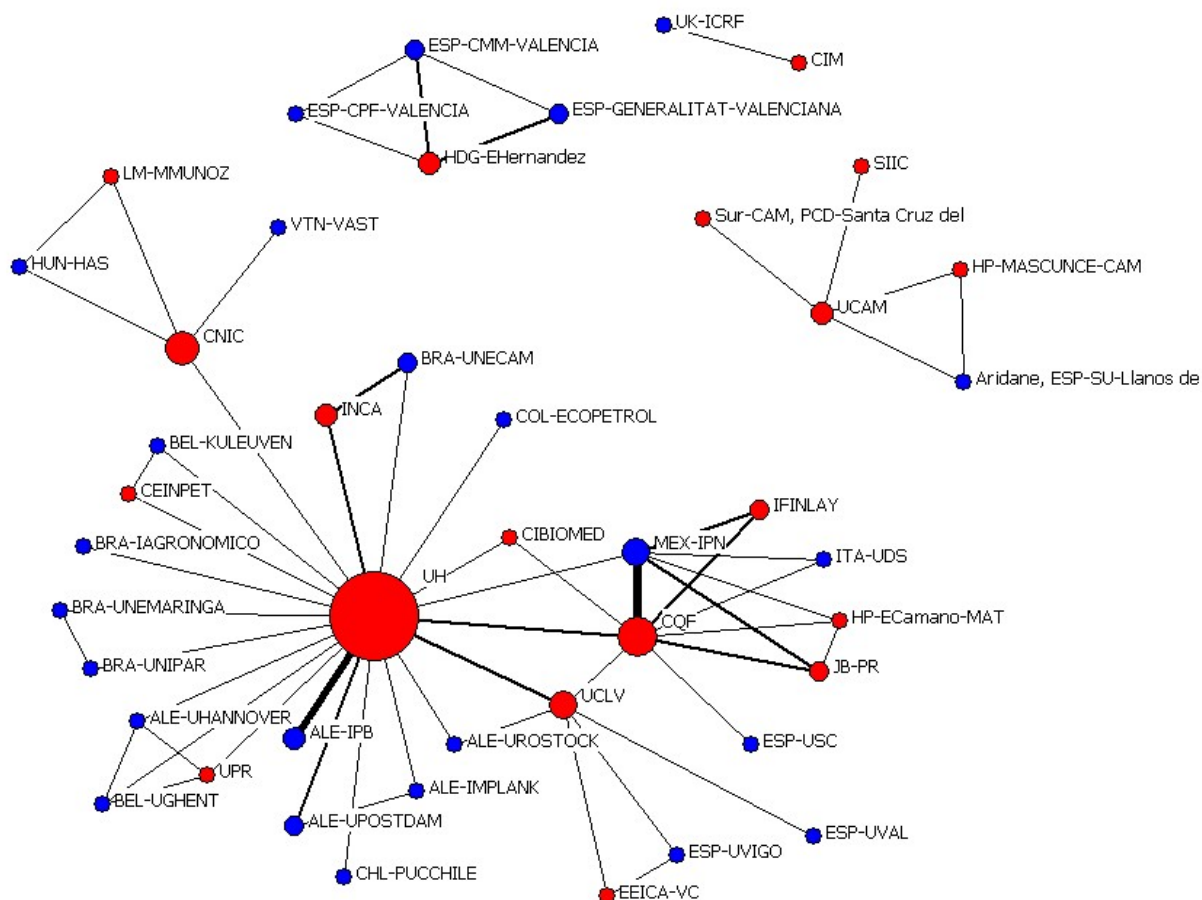 UK-ICRF
ESP-CMM-VALENCIA
CIM
ESP-CPF-VALENCIA
ESP-GENERALITAT-VALENCIANA
HDG-EHernandez
SIIC
LM-MMUNOZ
Sur-CAM, PCD-Santa Cruz del
VTN-VAST
HUN-HAS
HP-MASCUNCE-CAM
UCAM
CNIC
BRA-UNECAM
Aridane, ESP-SU-Llanos de
INCA
COL-ECOPETROL
BEL-KULEUVEN
CEINPET
IFINLAY
CIBIOMED
BRA-IAGRONOMICO
MEX-IPN
ITA-UDS
UH
BRA-UNEMARINGA
CQF
HP-ECamano-MAT
BRA-UNIPAR
JB-PR
UCLV
ALE-UHANNOVER
ALE-IPB
ALE-UROSTOCK
ESP-USC
UPR
ALE-IMPLANK
BEL-UGHENT
ALE-UPOSTDAM
ESP-UVAL
ESP-UVIGO
CHL-PUCCHILE
EEICA-VC